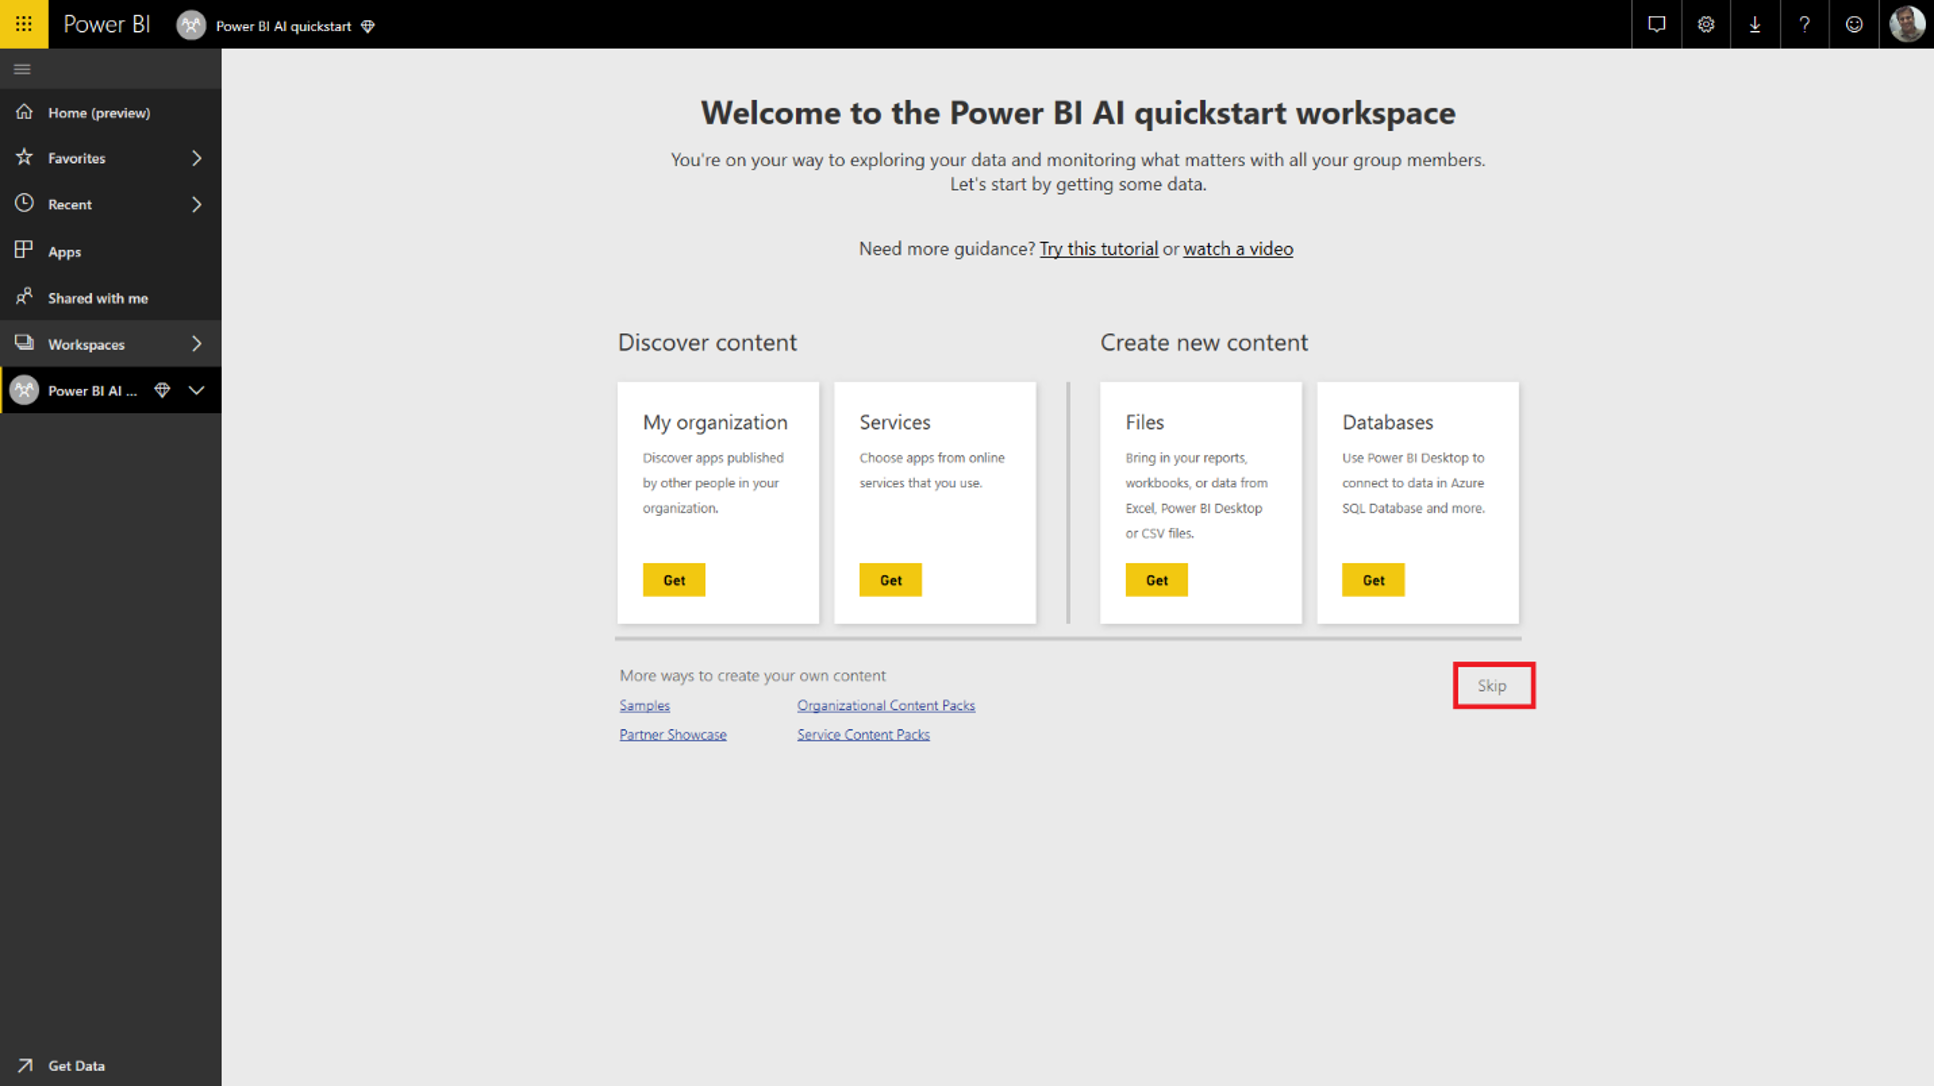 Power BI
Power BI AI quickstart
?
Home (preview)
Favorites
Recent
Apps
Shared with me
Workspaces
Power BI AI ...
Get Data
Welcome to the Power BI AI quickstart workspace
You're on your way to exploring your data and monitoring what matters with all your group members.
Let's start by getting some data.
Need more guidance? Try this tutorial or watch a video
Discover content
My organization
Discover apps published
by other people in your
organization.
Get
Services
Choose apps from online
services that you use.
Get
Create new content
Files
Bring in your reports,
workbooks, or data from
Excel, Power BI Desktop
or CSV files.
Get
Databases
Use Power BI Desktop to
connect to data in Azure
SQL Database and more.
Get
More ways to create your own content
Samples
Organizational Content Packs
Partner Showcase
Service Content Packs
Skip